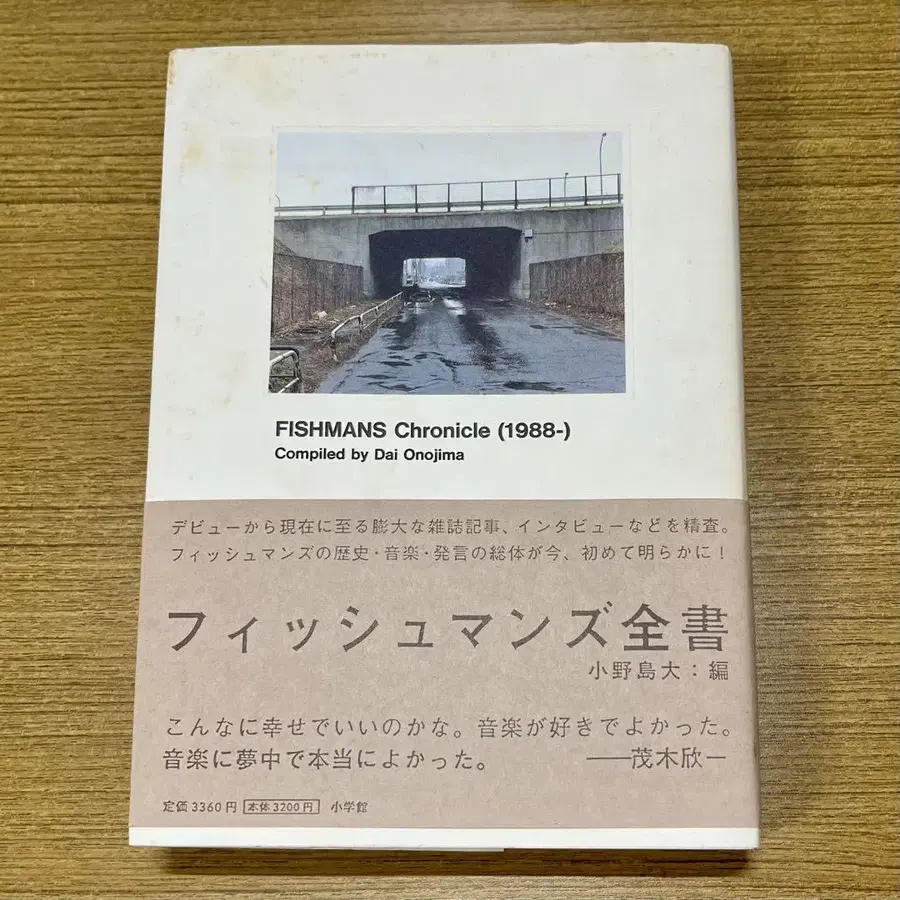 FISHMANS Chronicle (1988-)
Compiled by Dai Onojima
デビューから現在に至る膨大な雑誌記事、インタビューなどを精査。
フィッシュマンズの歴史・音楽・発言の総体が今、初めて明らかに！
フィッシュマンズ全書
小野島大：編
こんなに幸せでいいのかな。音楽が好きでよかった。
音楽に夢中で本当によかった。 ──茂木欣一
定価3360円 本体3200円 小学館